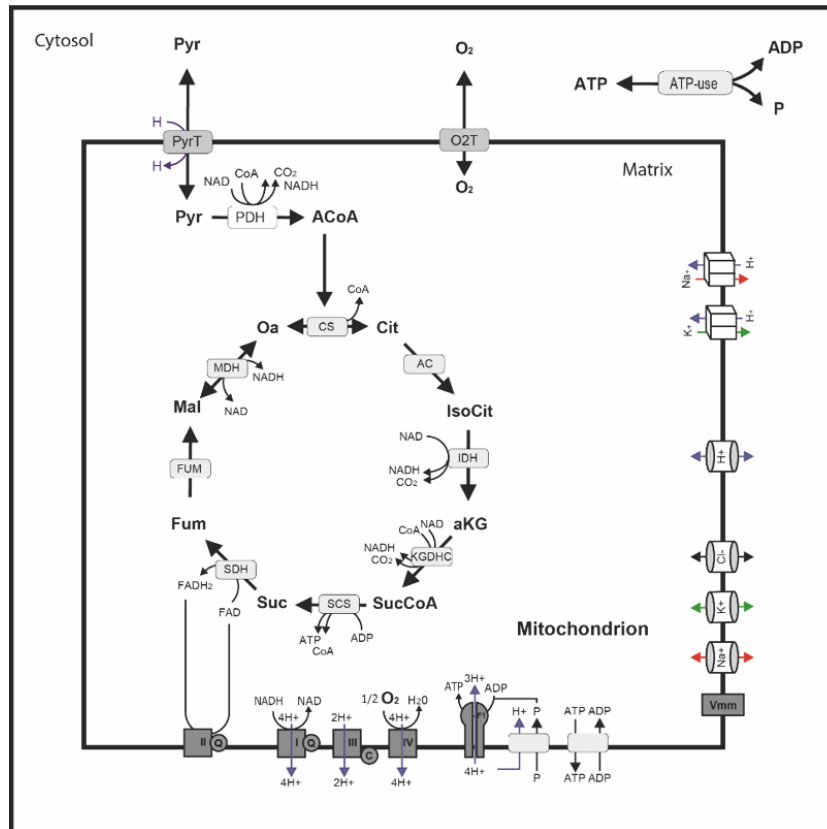 Cytosol
Pyr
O₂
ATP
ATP-use
ADP
P
H
PyrT
H
O2T
O₂
Matrix
Pyr
NAD
CoA
CO₂
NADH
PDH
ACoA
CoA
Oa
CS
Cit
MDH
NADH
NAD
AC
Mal
IsoCit
NAD
NADH
CO₂
IDH
FUM
Fum
aKG
CoA
NAD
NADH
CO₂
KGDHC
SDH
FADH₂
FAD
Suc
SCS
SucCoA
ATP
CoA
ADP
Mitochondrion
Na+
H+
K+
H+
H+
Cl-
K+
Na+
Vmm
NADH
NAD
1/2 O₂
H₂0
ATP
3H+
ADP
4H+
2H+
4H+
H+
P
ATP
ADP
II
Q
I
Q
III
C
IV
F1
4H+
2H+
4H+
4H+
P
ATP
ADP